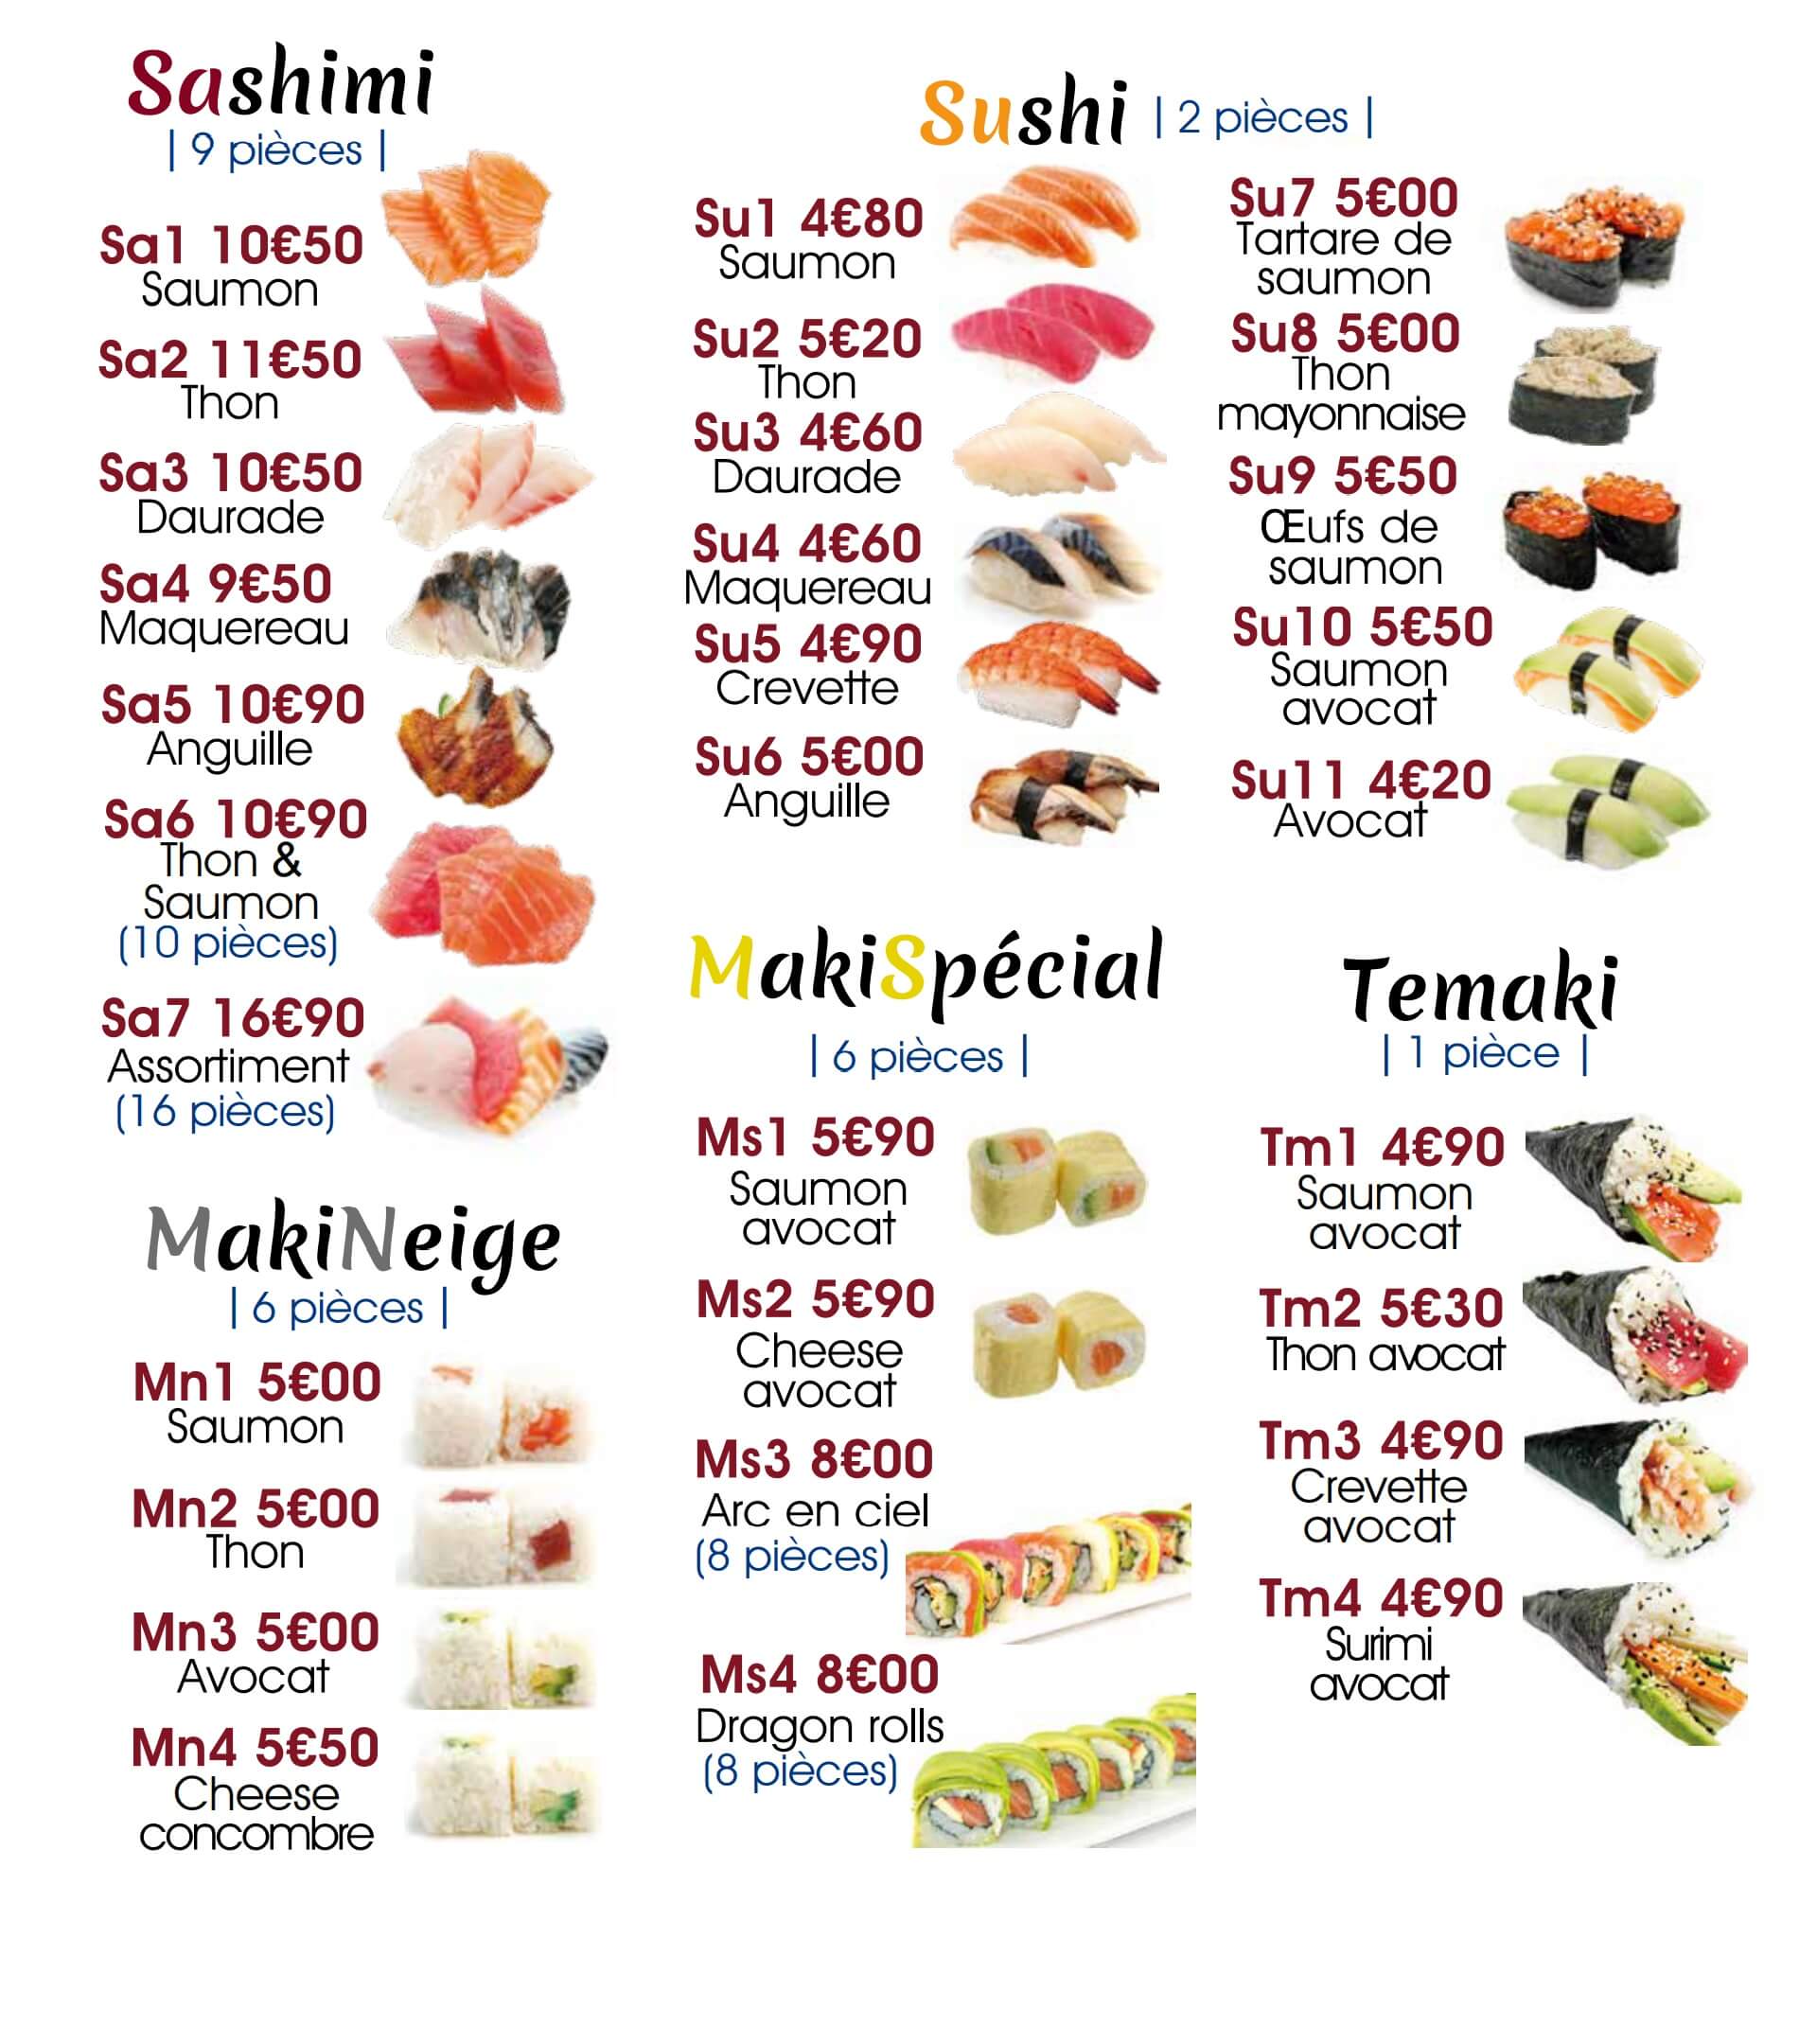 Sashimi
| 9 pièces |
Sa1 10€50
Saumon
Sa2 11€50
Thon
Sa3 10€50
Daurade
Sa4 9€50
Maquereau
Sa5 10€90
Anguille
Sa6 10€90
Thon &
Saumon
(10 pièces)
Sa7 16€90
Assortiment
(16 pièces)
MakiNeige
| 6 pièces |
Mn1 5€00
Saumon
Mn2 5€00
Thon
Mn3 5€00
Avocat
Mn4 5€50
Cheese
concombre
Sushi | 2 pièces |
Su1 4€80
Saumon
Su2 5€20
Thon
Su3 4€60
Daurade
Su4 4€60
Maquereau
Su5 4€90
Crevette
Su6 5€00
Anguille
Su7 5€00
Tartare de
saumon
Su8 5€00
Thon
mayonnaise
Su9 5€50
Œufs de
saumon
Su10 5€50
Saumon
avocat
Su11 4€20
Avocat
MakiSpécial
| 6 pièces |
Ms1 5€90
Saumon
avocat
Ms2 5€90
Cheese
avocat
Ms3 8€00
Arc en ciel
(8 pièces)
Ms4 8€00
Dragon rolls
(8 pièces)
Temaki
| 1 pièce |
Tm1 4€90
Saumon
avocat
Tm2 5€30
Thon avocat
Tm3 4€90
Crevette
avocat
Tm4 4€90
Surimi
avocat